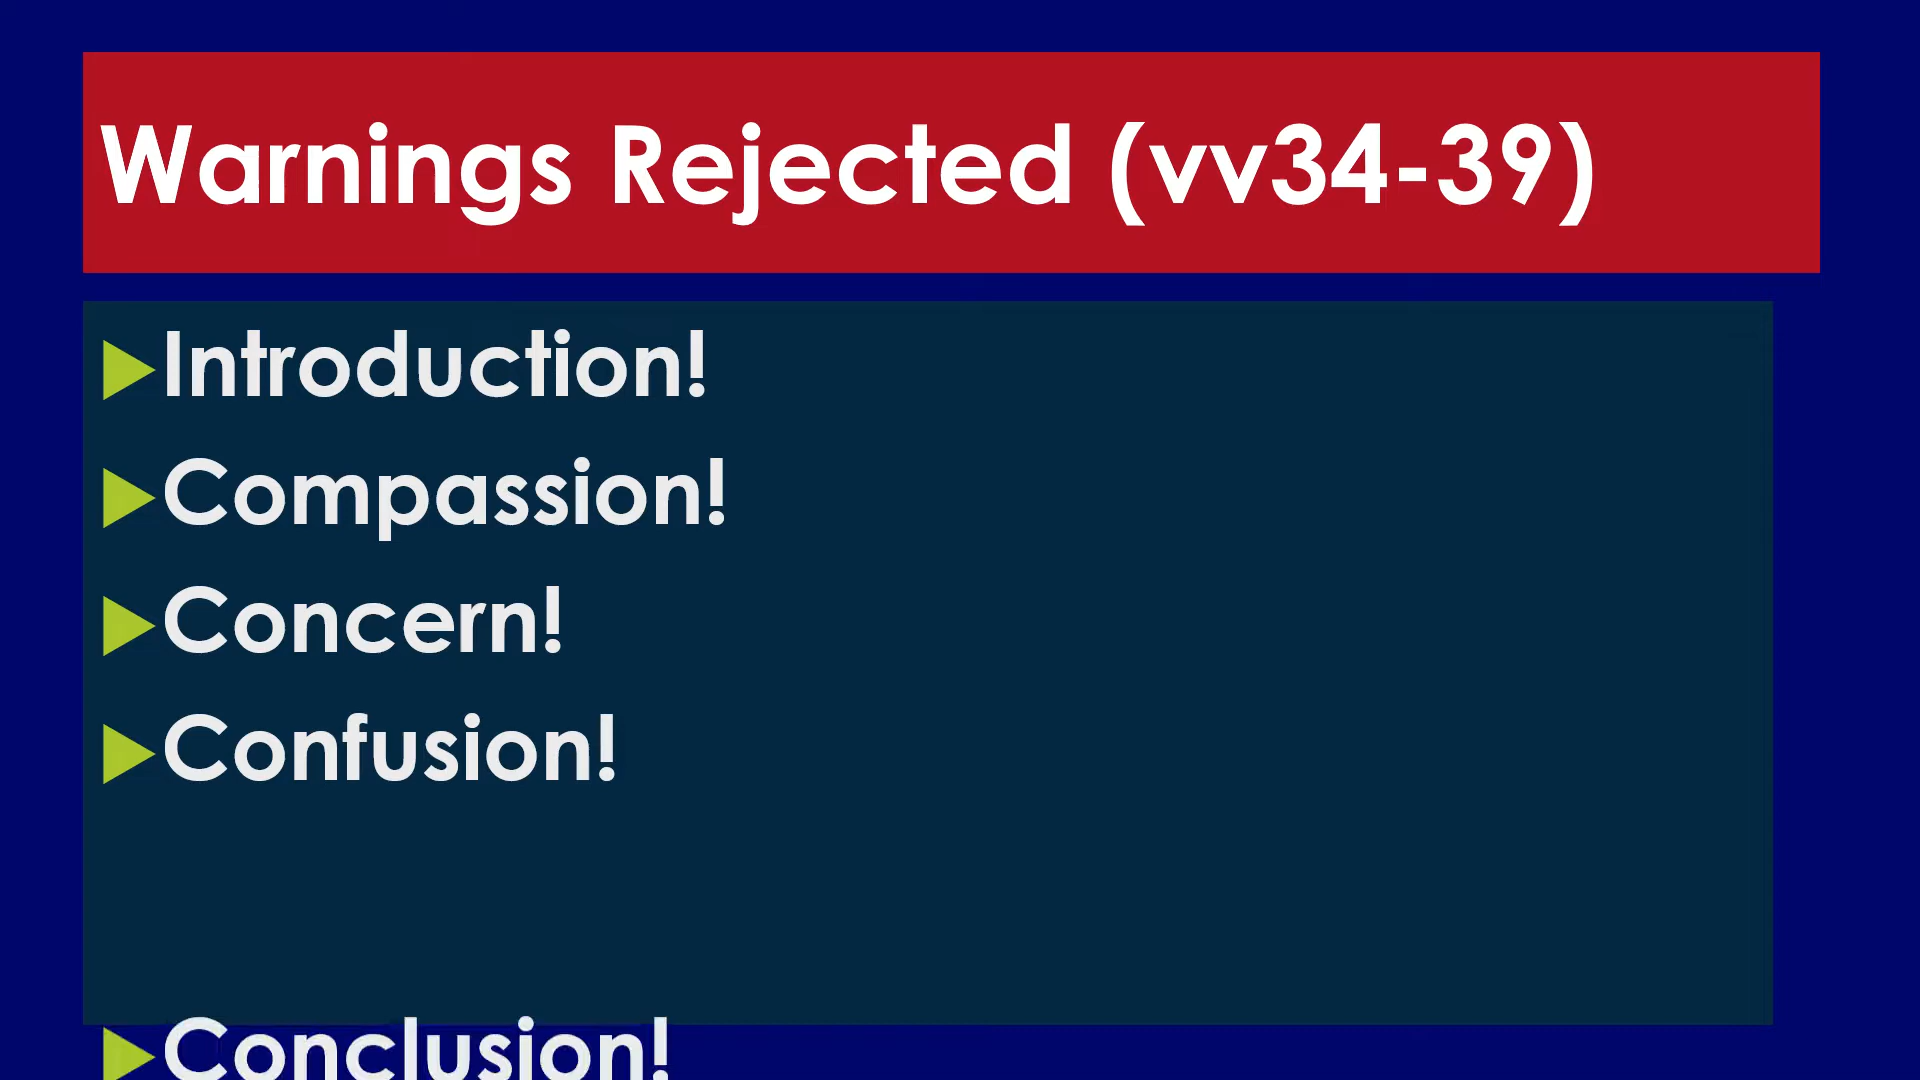 Warnings Rejected (vv34-39)
Introduction!
Compassion!
Concern!
Confusion!
Conclusion!